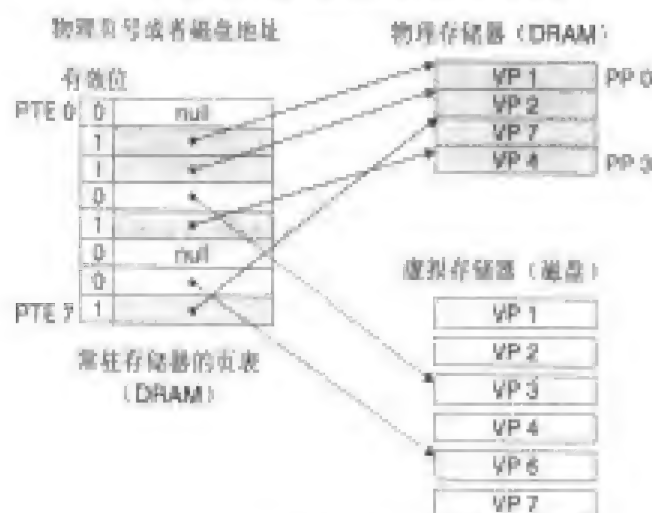 物理页号或者磁盘地址
有效位
PTE 0 0 null
1
1
0
1
0 null
0
PTE 7 1
常驻存储器的页表
(DRAM)
物理存储器(DRAM)
VP 1 PP 0
VP 2
VP 7
VP 4 PP 3
虚拟存储器(磁盘)
VP 1
VP 2
VP 3
VP 4
VP 6
VP 7